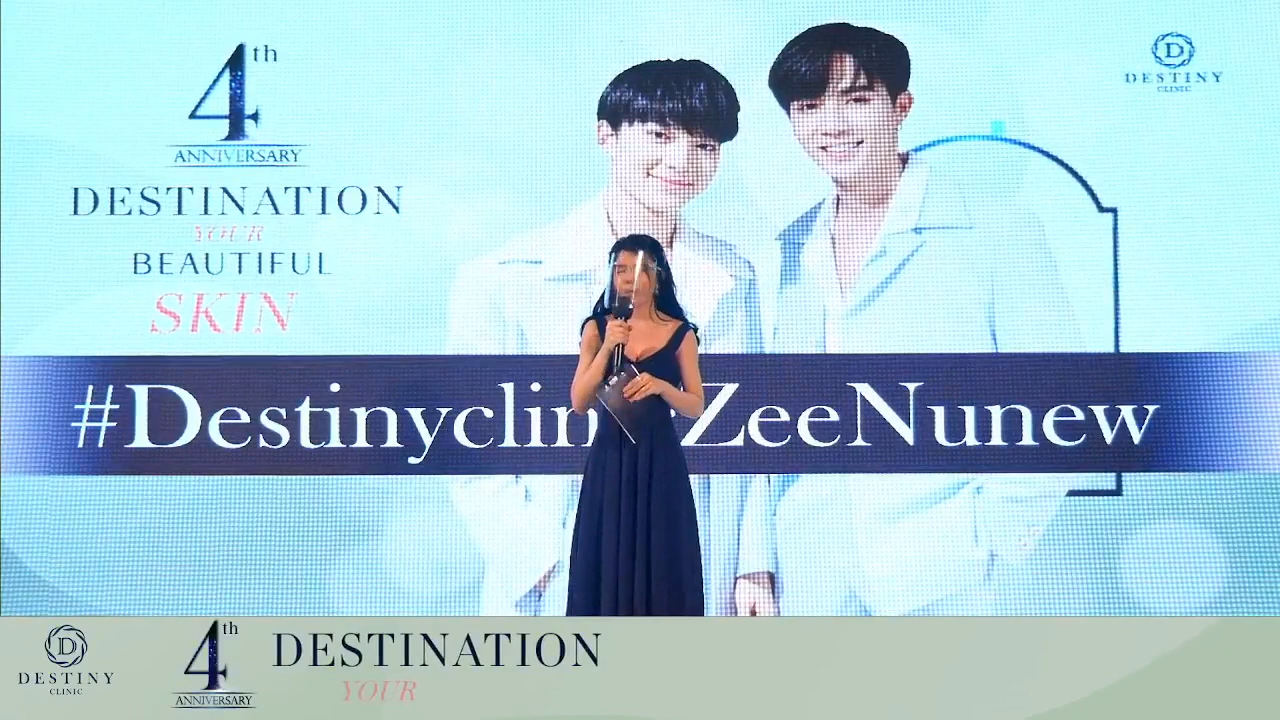 4th
ANNIVERSARY
DESTINATION
YOUR
BEAUTIFUL
SKIN
D
DESTINY
CLINIC
#Destinyclin ZeeNunew
D
DESTINY
CLINIC
4th
ANNIVERSARY
DESTINATION
YOUR